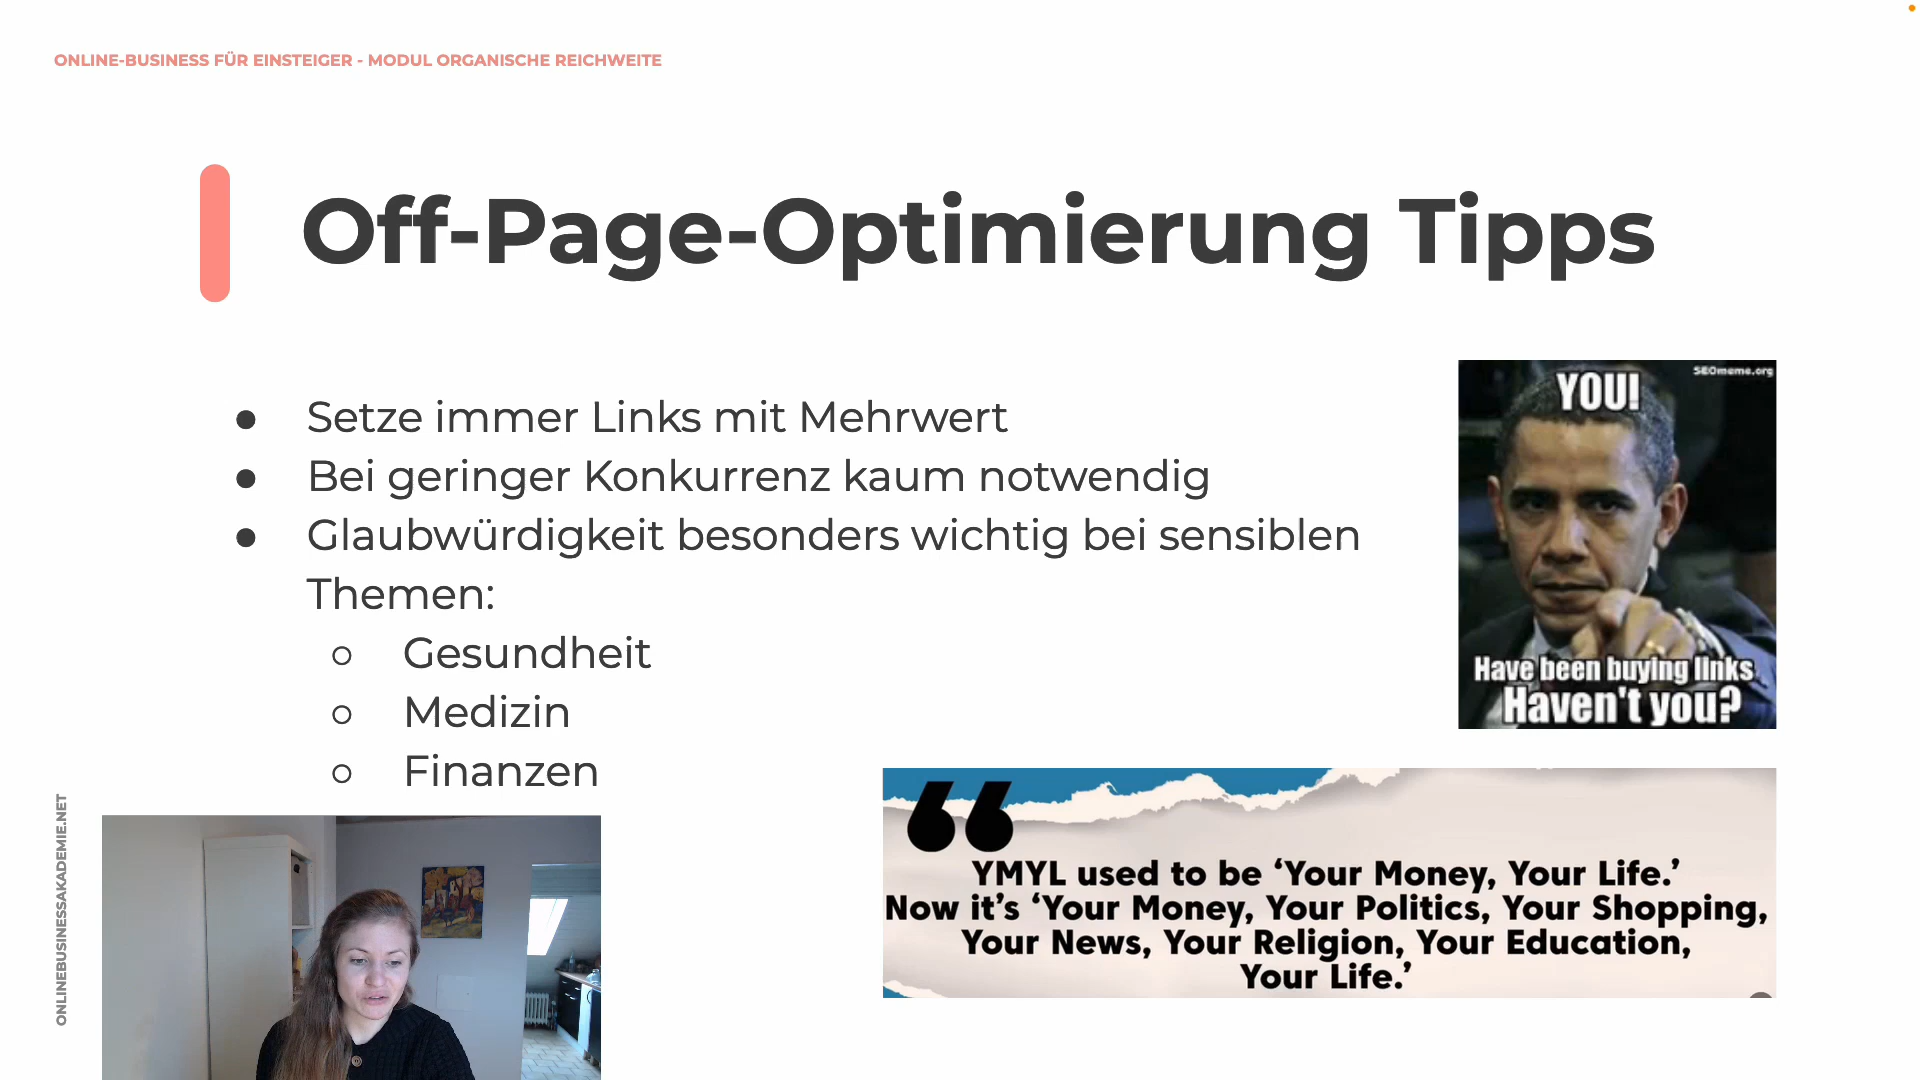 ONLINE-BUSINESS FÜR EINSTEIGER - MODUL ORGANISCHE REICHWEITE
Off-Page-Optimierung Tipps
● Setze immer Links mit Mehrwert
● Bei geringer Konkurrenz kaum notwendig
● Glaubwürdigkeit besonders wichtig bei sensiblen
Themen:
○ Gesundheit
○ Medizin
○ Finanzen
SEOmeme.org
YOU!
Have been buying links
Haven't you?
“
YMYL used to be ‘Your Money, Your Life.’
Now it’s ‘Your Money, Your Politics, Your Shopping,
Your News, Your Religion, Your Education,
Your Life.’
ONLINEBUSINESSAKADEMIE.NET